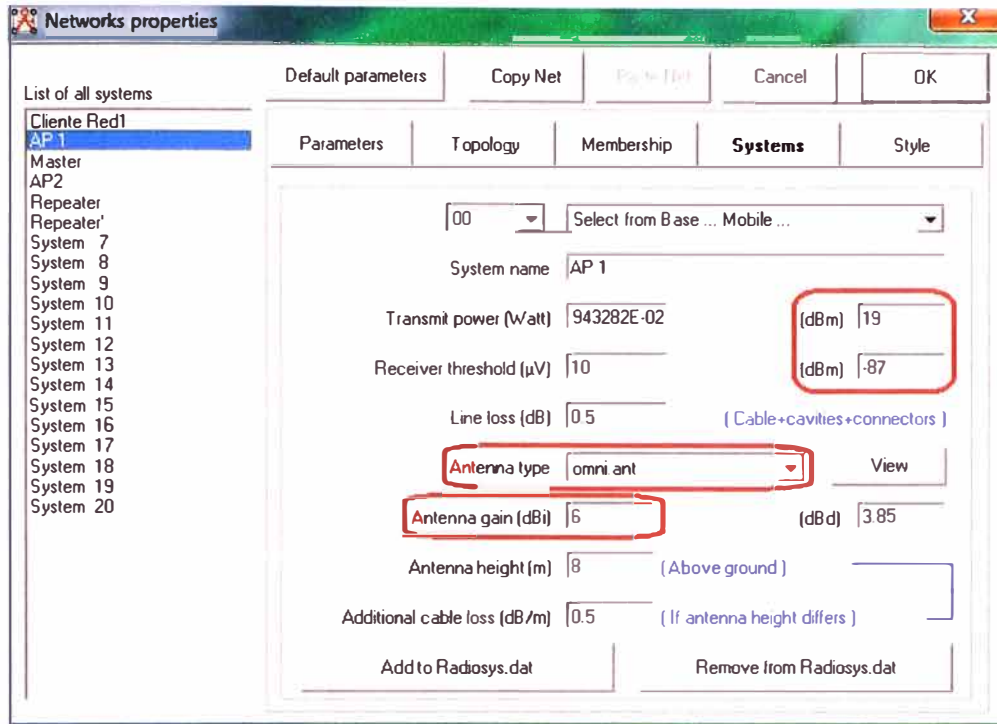 Networks properties
Default parameters
Copy Net
Paste Net
Cancel
OK
List of all systems
Cliente Red1
AP 1
Master
AP2
Repeater
Repeater'
System 7
System 8
System 9
System 10
System 11
System 12
System 13
System 14
System 15
System 16
System 17
System 18
System 19
System 20
Parameters
Topology
Membership
Systems
Style
00
Select from Base ... Mobile ...
System name AP 1
Transmit power (Watt) 943282E-02 (dBm) 19
Receiver threshold (µV) 10 (dBm) -87
Line loss (dB) 0.5 ( Cable+cavities+connectors )
Antenna type omni.ant View
Antenna gain (dBi) 6 (dBd) 3.85
Antenna height (m) 8 ( Above ground )
Additional cable loss (dB/m) 0.5 ( If antenna height differs )
Add to Radiosys.dat
Remove from Radiosys.dat